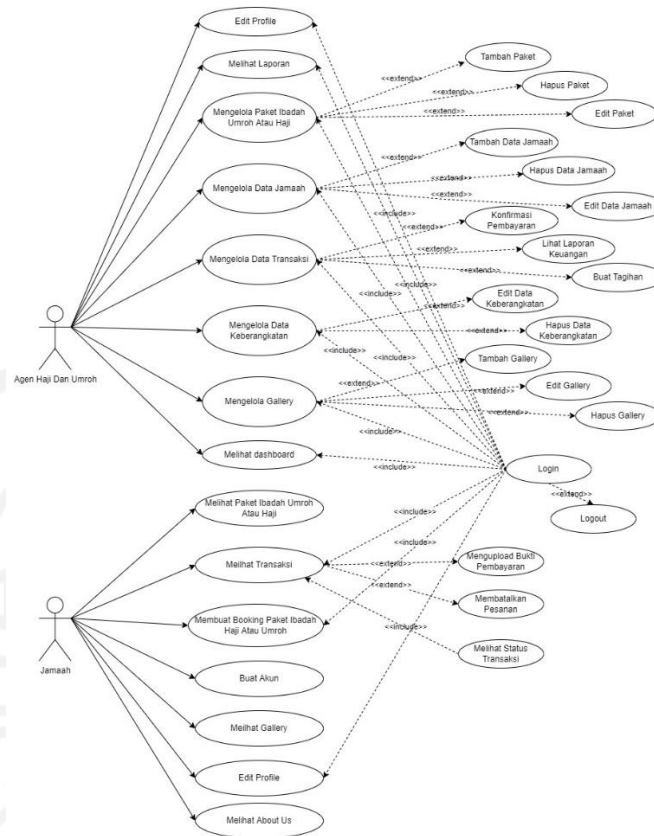 Edit Profile
Melihat Laporan
Tambah Paket
<<extend>>
Hapus Paket
<<extend>>
Mengelola Paket Ibadah
Umroh Atau Haji
<<extend>>
Edit Paket
Tambah Data Jamaah
<<extend>>
Hapus Data Jamaah
<<extend>>
Mengelola Data Jamaah
<<extend>>
Edit Data Jamaah
<<include>>
Konfirmasi
Pembayaran
<<extend>>
Lihat Laporan
Keuangan
<<extend>>
Mengelola Data Transaksi
<<extend>>
Buat Tagihan
<<include>>
Edit Data
Keberangkatan
<<extend>>
<<include>>
Mengelola Data
Keberangkatan
<<include>>
<<extend>>
Hapus Data
Keberangkatan
Agen Haji Dan Umroh
Tambah Gallery
<<extend>>
Edit Gallery
<<extend>>
Mengelola Gallery
<<extend>>
Hapus Gallery
<<include>>
Melihat dashboard
<<include>>
Login
<<extend>>
Logout
Melihat Paket Ibadah Umroh
Atau Haji
<<include>>
<<include>>
Meilhat Transaksi
<<extend>>
Mengupload Bukti
Pembayaran
<<extend>>
Membatalkan
Pesanan
Membuat Booking Paket Ibadah
Haji Atau Umroh
<<include>>
Melihat Status
Transaksi
Jamaah
Buat Akun
Meilhat Gallery
Edit Profile
Melihat About Us